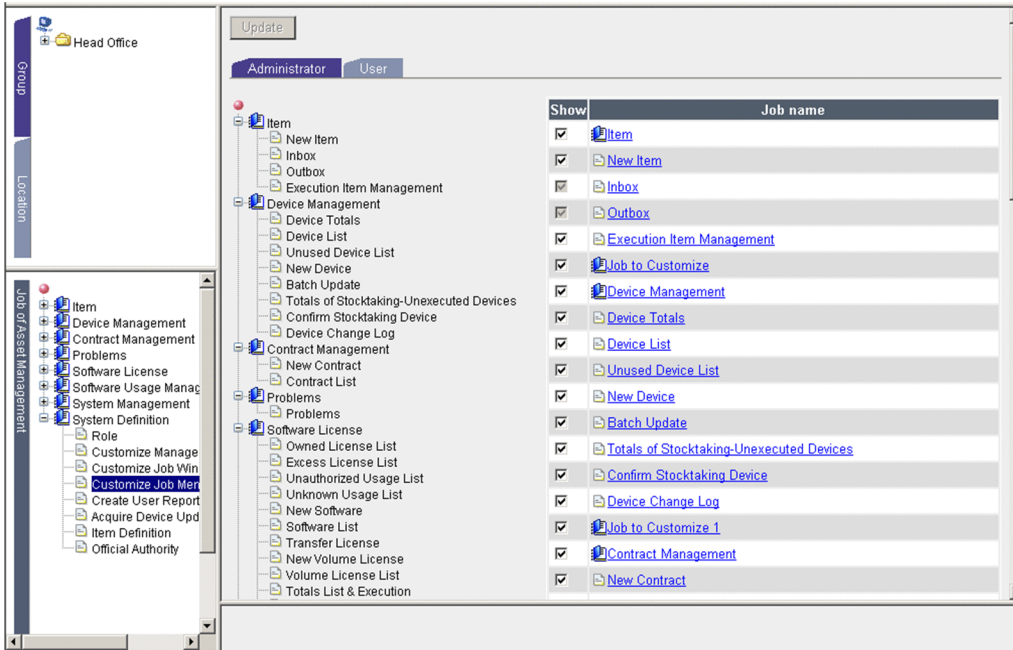 Group
Location
Head Office
Job of Asset Management
Item
Device Management
Contract Management
Problems
Software License
Software Usage Manag
System Management
System Definition
Role
Customize Manage
Customize Job Win
Customize Job Men
Create User Report
Acquire Device Upd
Item Definition
Official Authority
Update
Administrator
User
Item
New Item
Inbox
Outbox
Execution Item Management
Device Management
Device Totals
Device List
Unused Device List
New Device
Batch Update
Totals of Stocktaking-Unexecuted Devices
Confirm Stocktaking Device
Device Change Log
Contract Management
New Contract
Contract List
Problems
Problems
Software License
Owned License List
Excess License List
Unauthorized Usage List
Unknown Usage List
New Software
Software List
Transfer License
New Volume License
Volume License List
Totals List & Execution
Show Job name
Item
New Item
Inbox
Outbox
Execution Item Management
Job to Customize
Device Management
Device Totals
Device List
Unused Device List
New Device
Batch Update
Totals of Stocktaking-Unexecuted Devices
Confirm Stocktaking Device
Device Change Log
Job to Customize 1
Contract Management
New Contract